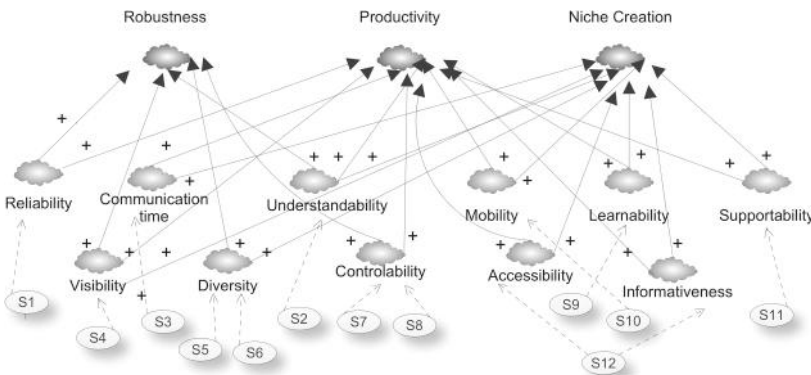 Robustness
Productivity
Niche Creation
+
+
+
+
+
+
+
+
+
+
+
+
Reliability
Communication
time
+
Understandability
Mobility
+
Learnability
Supportability
+
+
+
+
+
+
+
+
+
+
+
Visibility
Diversity
Controlability
Accessibility
Informativeness
+
S1
S4
S3
S5
S6
S2
S7
S8
S9
S10
S12
S11